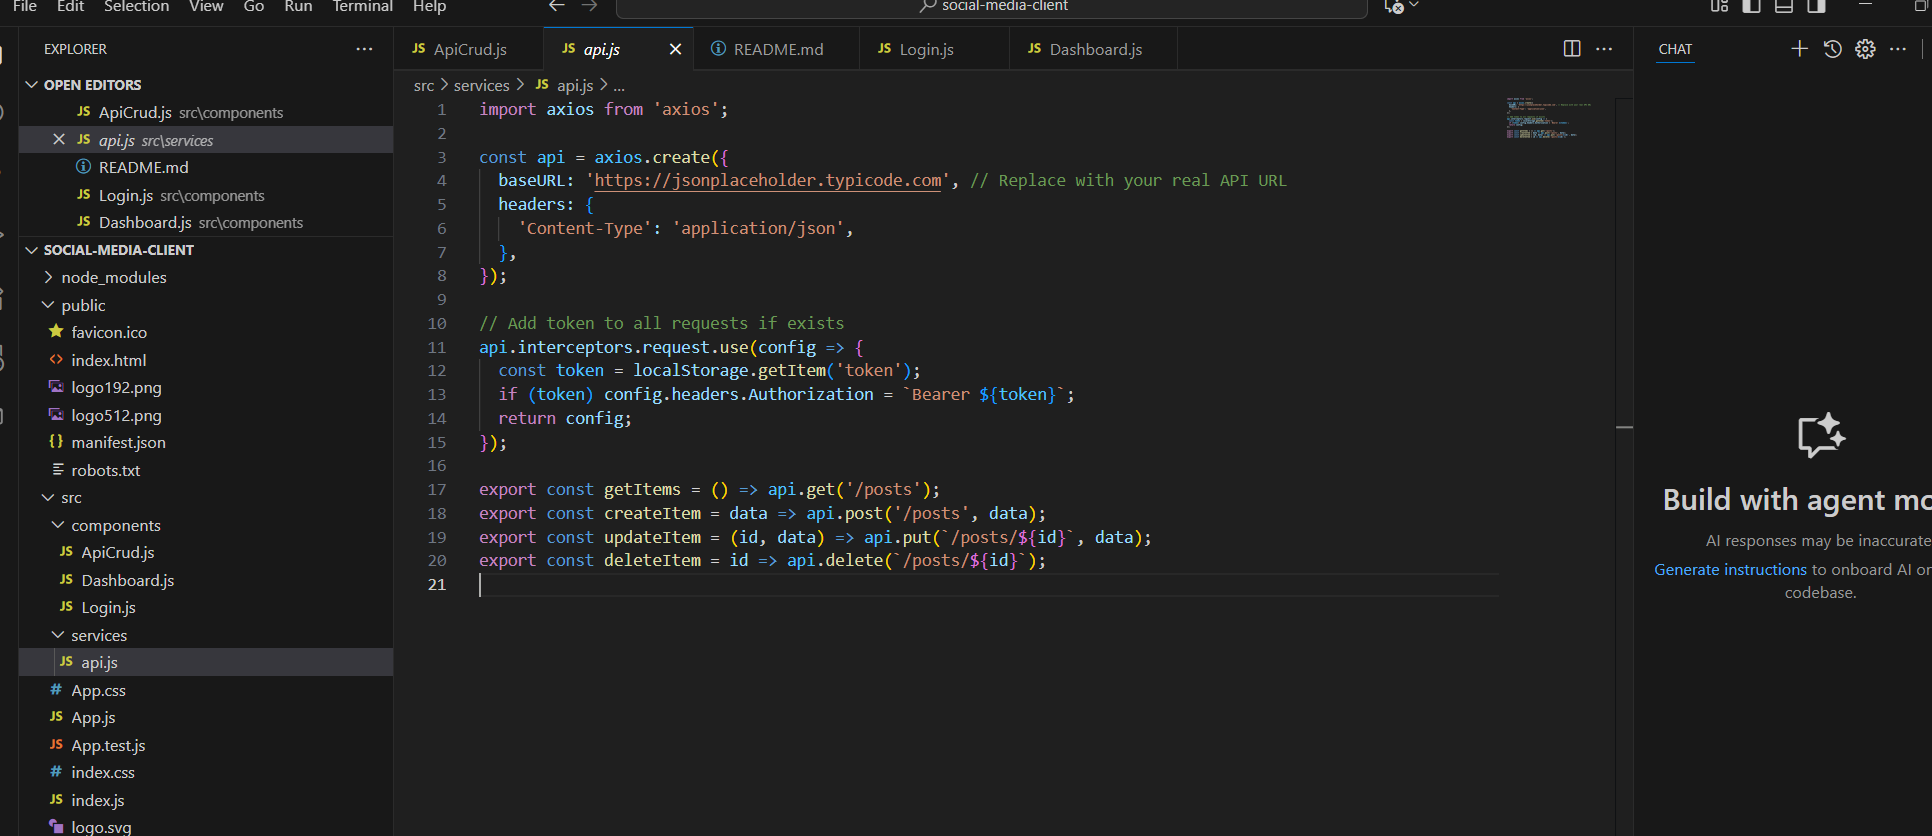 File Edit Selection View Go Run Terminal Help
social-media-client
EXPLORER
OPEN EDITORS
JS ApiCrud.js src\components
JS api.js src\services
README.md
JS Login.js src\components
JS Dashboard.js src\components
SOCIAL-MEDIA-CLIENT
node_modules
public
favicon.ico
<> index.html
logo192.png
logo512.png
{} manifest.json
robots.txt
src
components
JS ApiCrud.js
JS Dashboard.js
JS Login.js
services
JS api.js
# App.css
JS App.js
JS App.test.js
# index.css
JS index.js
logo.svg
JS ApiCrud.js
JS api.js
README.md
JS Login.js
JS Dashboard.js
src > services > JS api.js > ...
1 import axios from 'axios';
2
3 const api = axios.create({
4 baseURL: 'https://jsonplaceholder.typicode.com', // Replace with your real API URL
5 headers: {
6 'Content-Type': 'application/json',
7 },
8 });
9
10 // Add token to all requests if exists
11 api.interceptors.request.use(config => {
12 const token = localStorage.getItem('token');
13 if (token) config.headers.Authorization = `Bearer ${token}`;
14 return config;
15 });
16
17 export const getItems = () => api.get('/posts');
18 export const createItem = data => api.post('/posts', data);
19 export const updateItem = (id, data) => api.put(`/posts/${id}`, data);
20 export const deleteItem = id => api.delete(`/posts/${id}`);
21
CHAT
Build with agent mo
AI responses may be inaccurate
Generate instructions to onboard AI on
codebase.